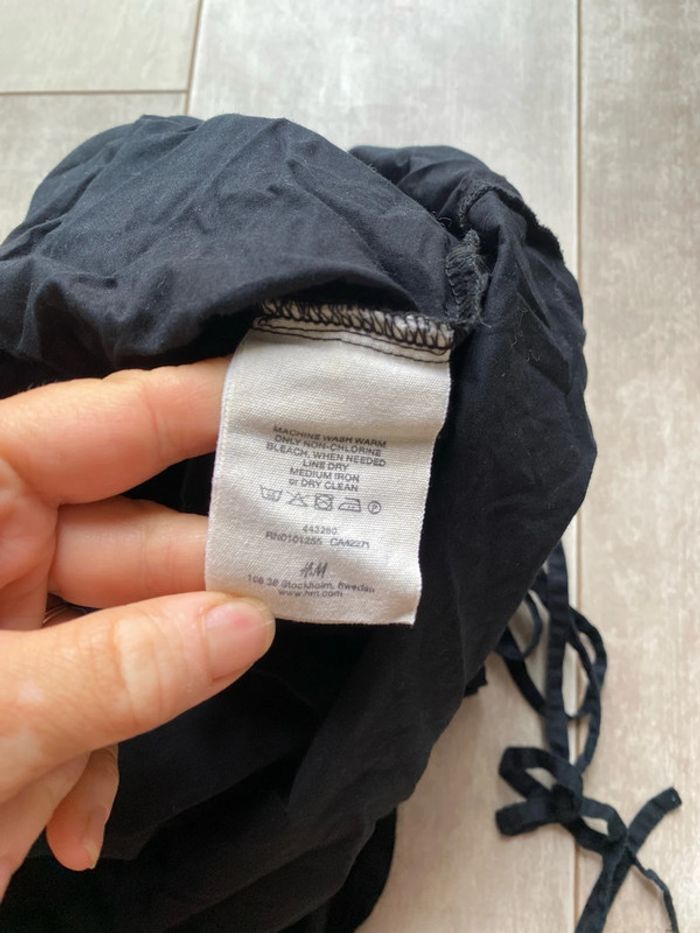 MACHINE WASH WARM
ONLY NON-CHLORINE
BLEACH, WHEN NEEDED
LINE DRY
MEDIUM IRON
or DRY CLEAN
443280
RN0101255 CA42271
H&M
106 38 Stockholm, Sweden
www.hm.com